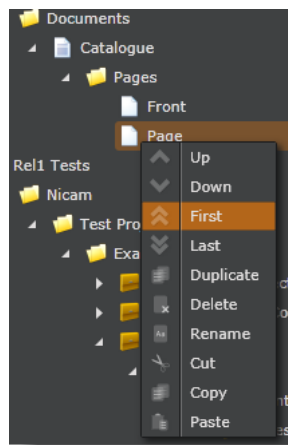 Documents
Catalogue
Pages
Front
Page
Rel1 Tests
Nicam
Test Pro
Exa
Up
Down
First
Last
Duplicate
Delete
Rename
Cut
Copy
Paste